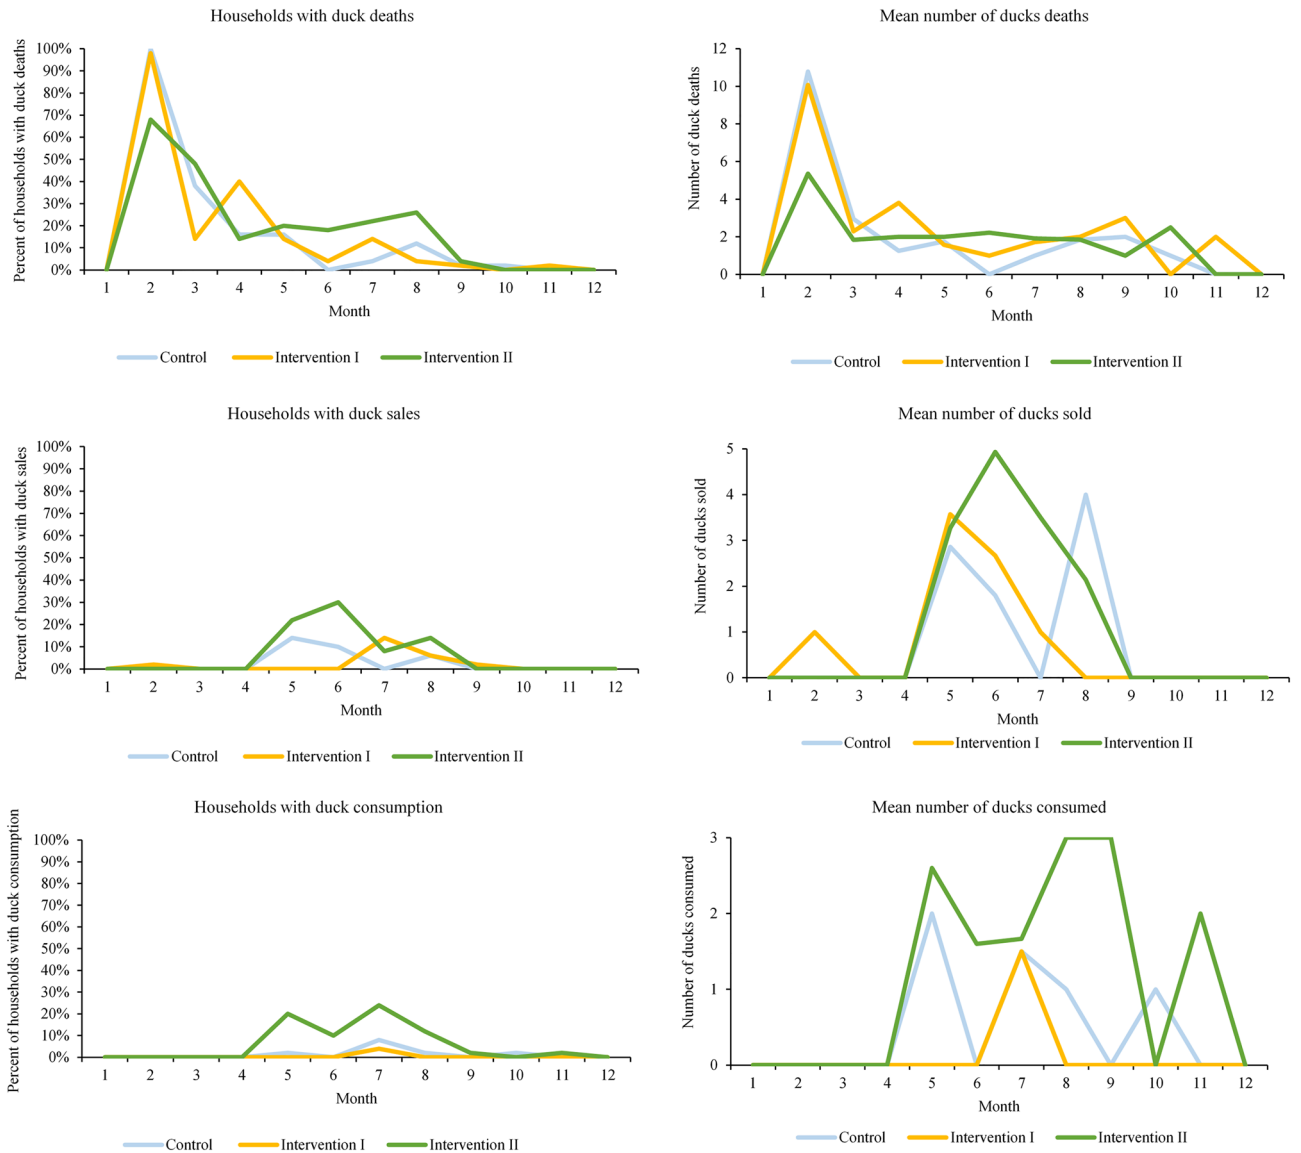 Households with duck deaths
Percent of households with duck deaths
100%
90%
80%
70%
60%
50%
40%
30%
20%
10%
0%
1 2 3 4 5 6 7 8 9 10 11 12
Month
Control Intervention I Intervention II
Mean number of ducks deaths
Number of duck deaths
12
10
8
6
4
2
0
1 2 3 4 5 6 7 8 9 10 11 12
Month
Control Intervention I Intervention II
Households with duck sales
Percent of households with duck sales
100%
90%
80%
70%
60%
50%
40%
30%
20%
10%
0%
1 2 3 4 5 6 7 8 9 10 11 12
Month
Control Intervention I Intervention II
Mean number of ducks sold
Number of ducks sold
5
4
3
2
1
0
1 2 3 4 5 6 7 8 9 10 11 12
Month
Control Intervention I Intervention II
Households with duck consumption
Percent of households with duck consumption
100%
90%
80%
70%
60%
50%
40%
30%
20%
10%
0%
1 2 3 4 5 6 7 8 9 10 11 12
Month
Control Intervention I Intervention II
Mean number of ducks consumed
Number of ducks consumed
3
2
1
0
1 2 3 4 5 6 7 8 9 10 11 12
Month
Control Intervention I Intervention II